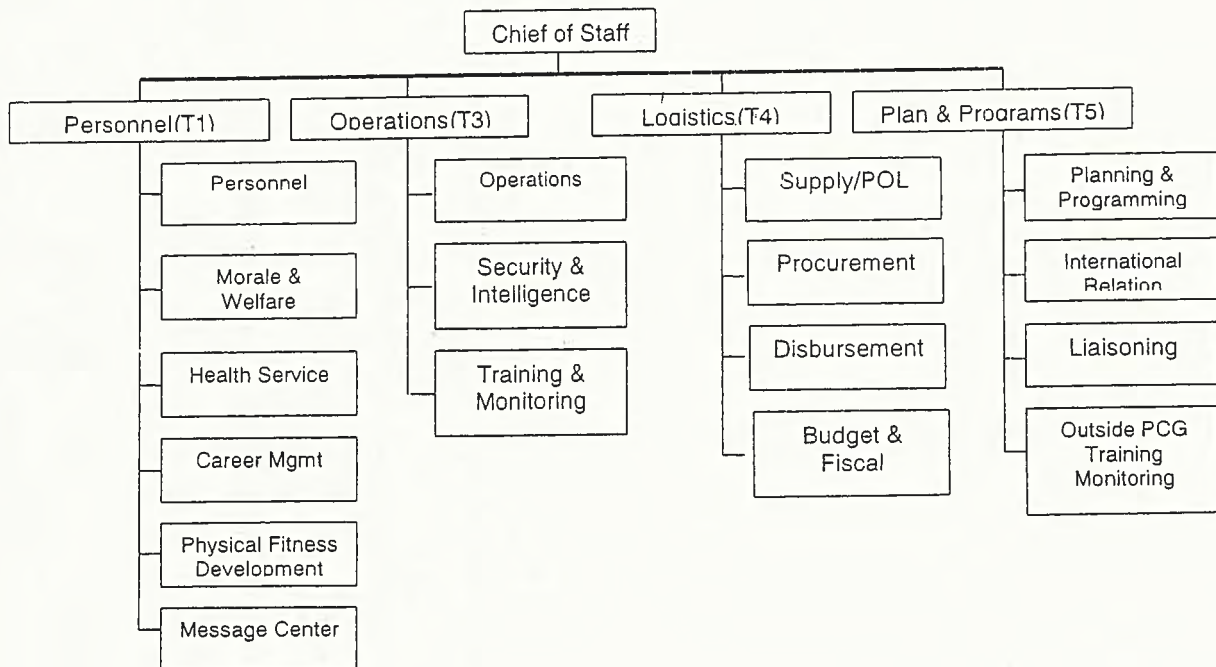 Chief of Staff
Personnel(T1)
Operations(T3)
Logistics(T4)
Plan & Programs(T5)
Personnel
Morale &
Welfare
Health Service
Career Mgmt
Physical Fitness
Development
Message Center
Operations
Security &
Intelligence
Training &
Monitoring
Supply/POL
Procurement
Disbursement
Budget &
Fiscal
Planning &
Programming
International
Relation
Liaisoning
Outside PCG
Training
Monitoring